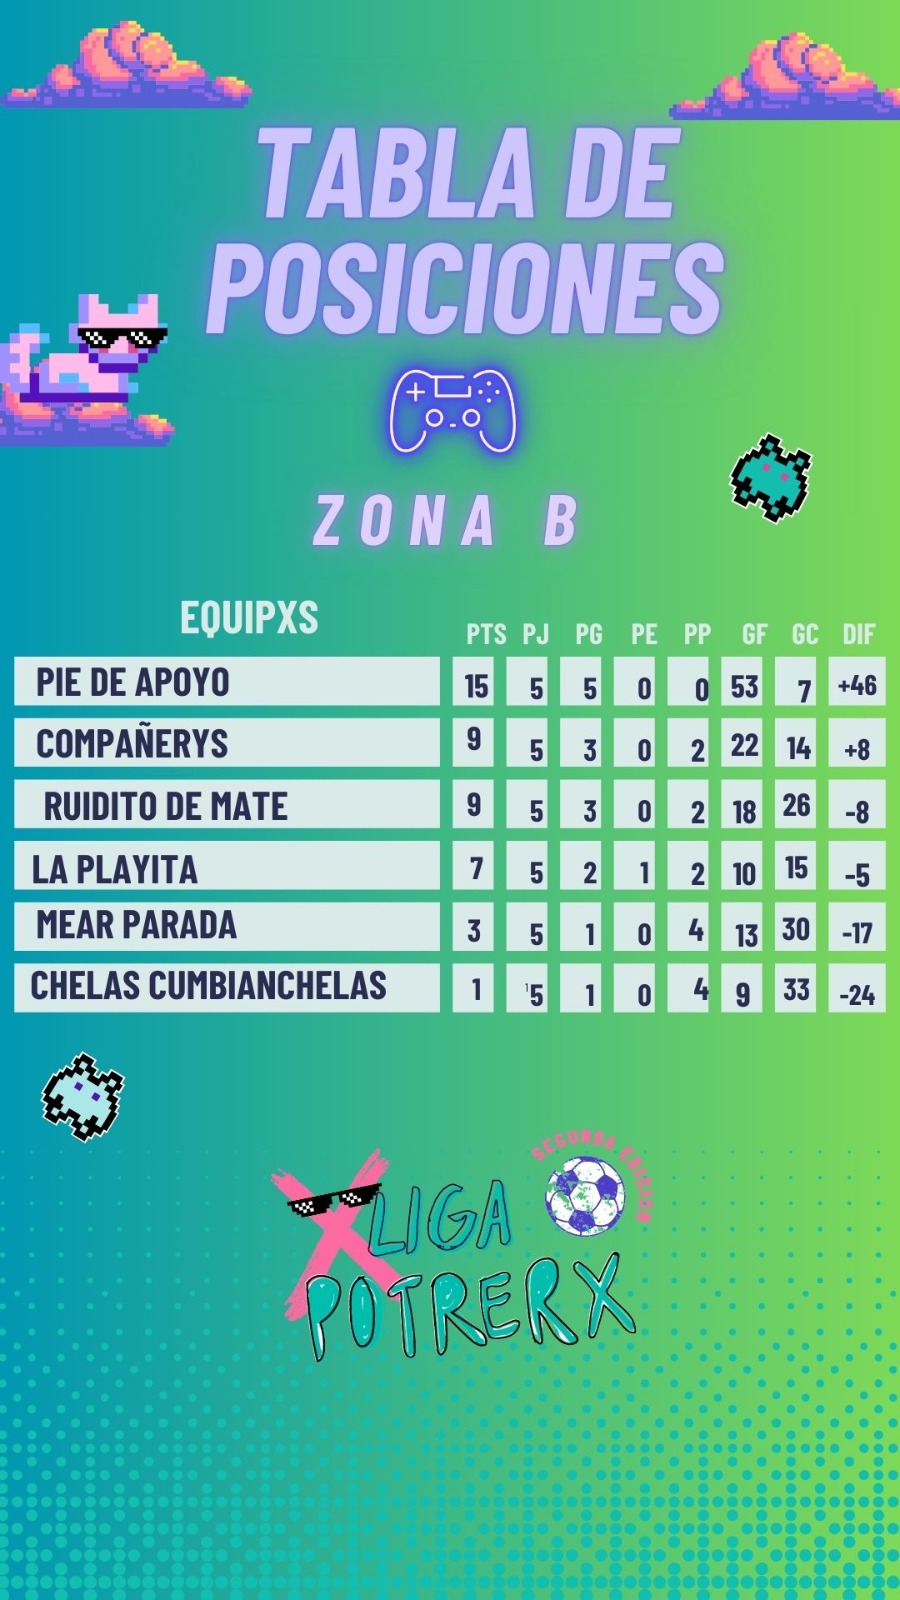 TABLA DE
POSICIONES
ZONA B
EQUIPXS PTS PJ PG PE PP GF GC DIF
PIE DE APOYO 15 5 5 0 0 53 7 +46
COMPAÑERYS 9 5 3 0 2 22 14 +8
RUIDITO DE MATE 9 5 3 0 2 18 26 -8
LA PLAYITA 7 5 2 1 2 10 15 -5
MEAR PARADA 3 5 1 0 4 13 30 -17
CHELAS CUMBIANCHELAS 1 1 5 1 0 4 9 33 -24
SEGUNDA EDICIÓN
X LIGA
POTRERX